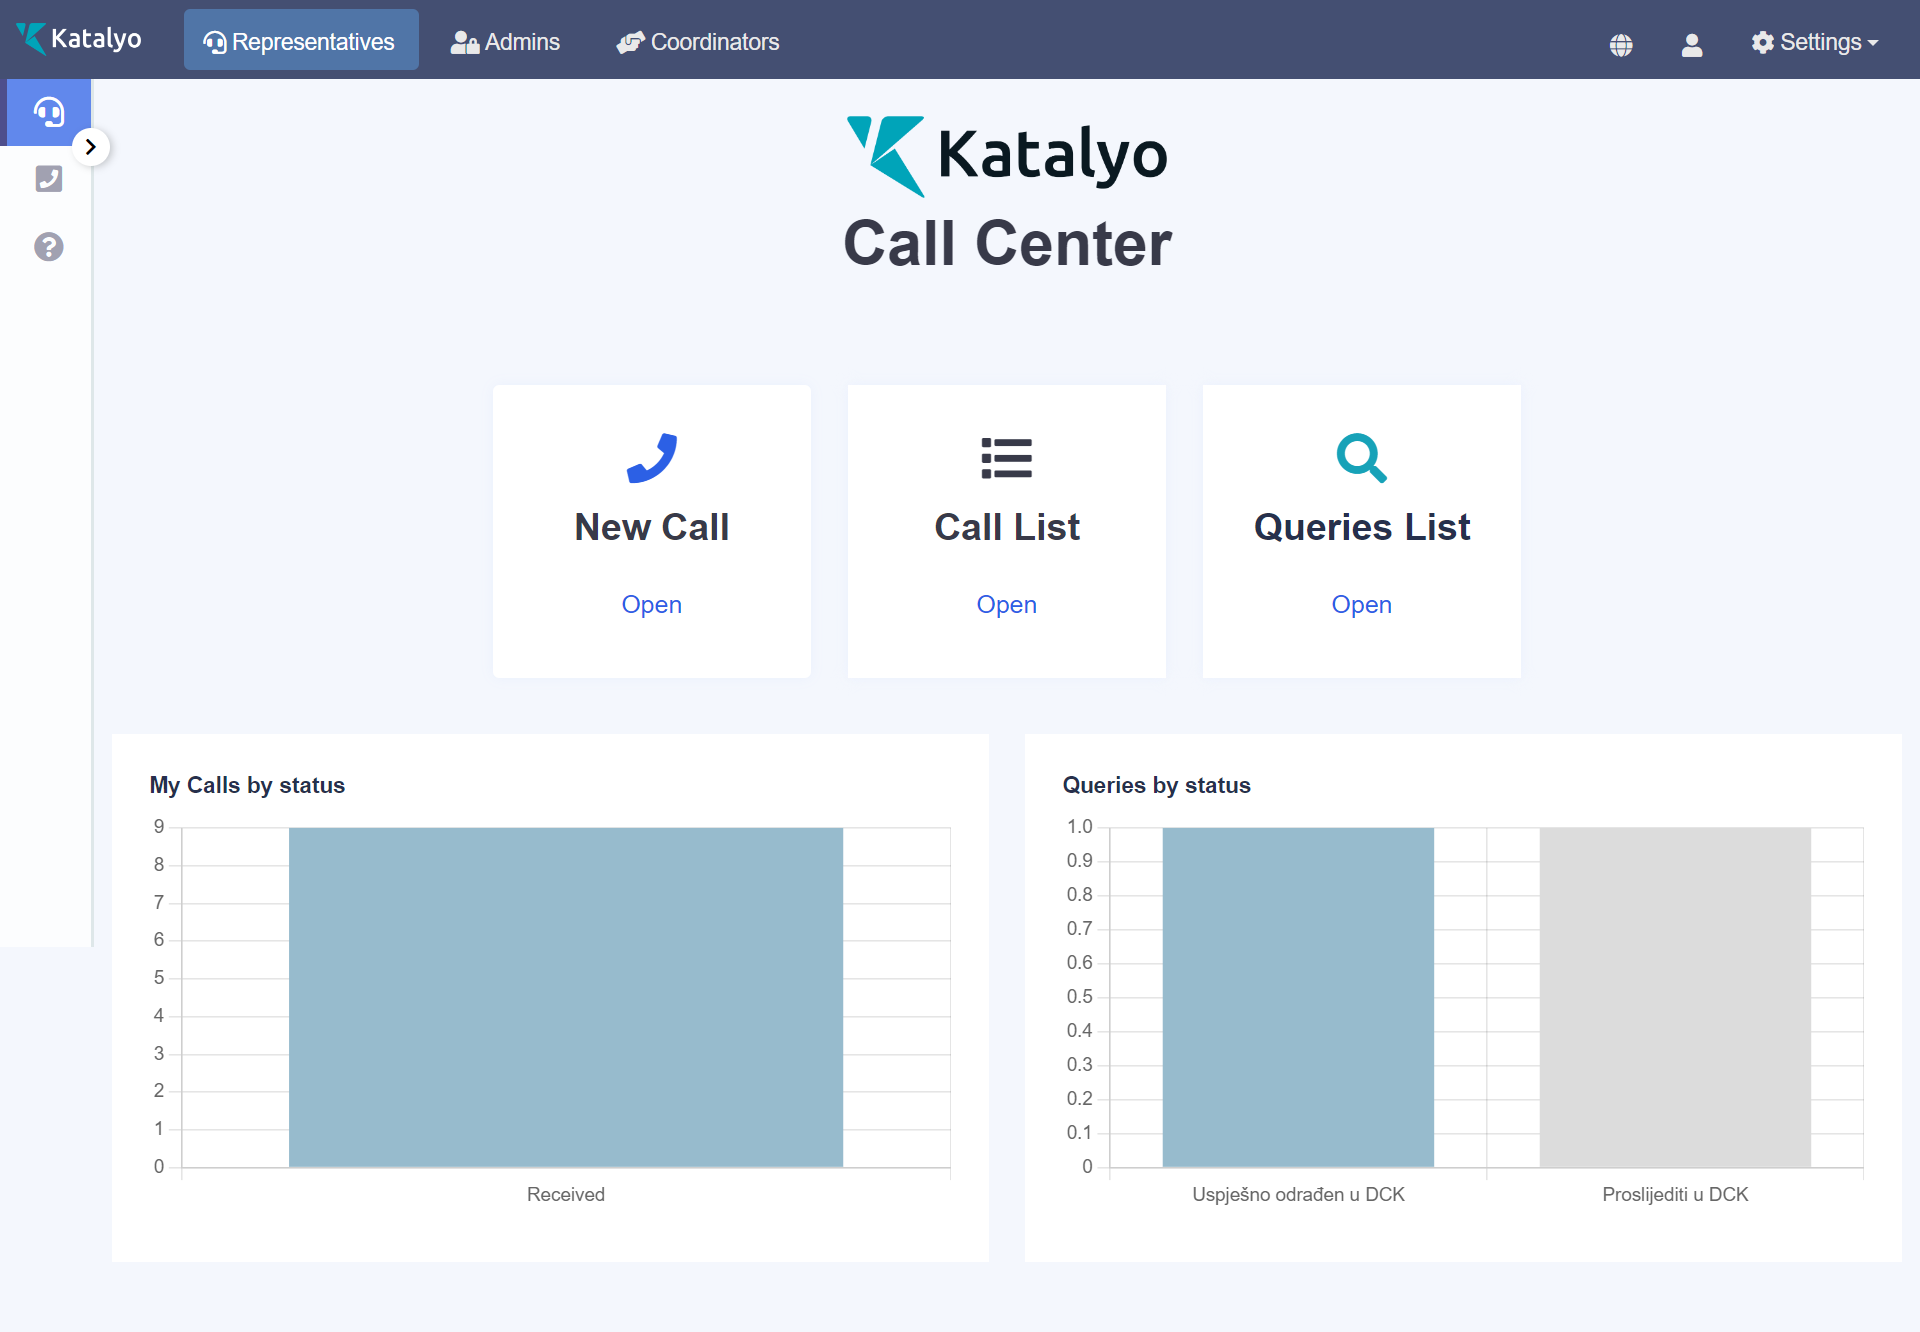 Katalyo
Representatives
Admins
Coordinators
Settings
Katalyo
Call Center
New Call
Call List
Queries List
Open
Open
Open
My Calls by status
9
8
7
6
5
4
3
2
1
0
Received
Queries by status
1.0
0.9
0.8
0.7
0.6
0.5
0.4
0.3
0.2
0.1
0
Uspješno odrađen u DCK
Proslijediti u DCK